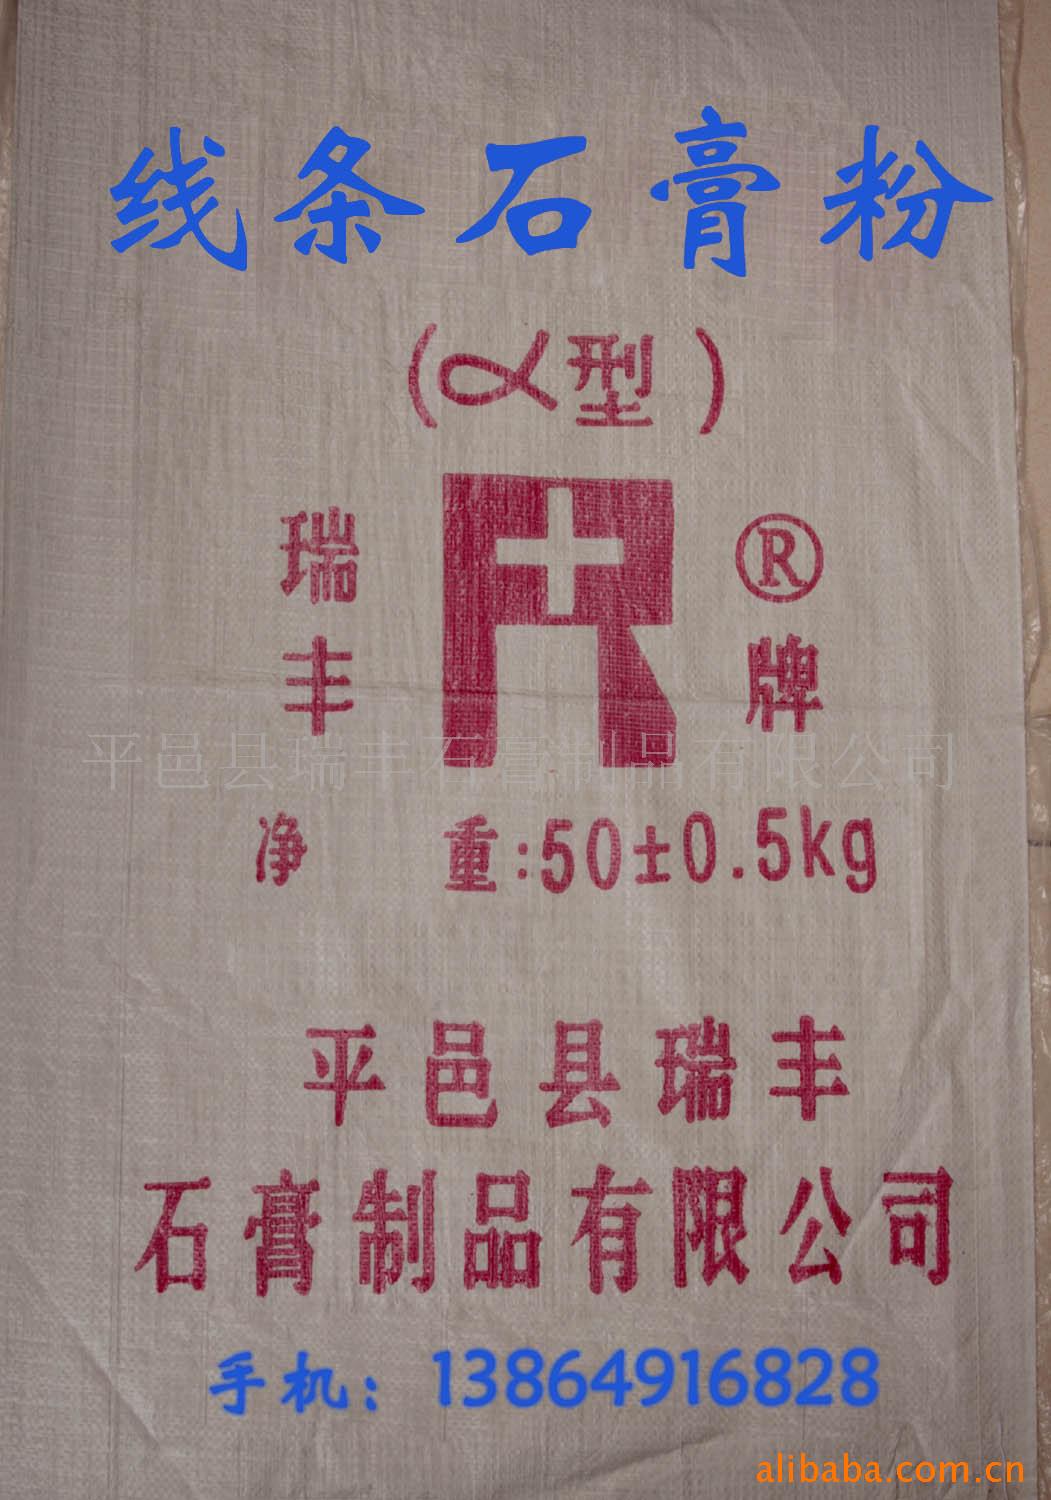 线条石膏粉
(α型)
瑞丰 ® 牌
平邑县瑞丰石膏制品有限公司
净 重:50±0.5kg
平邑县瑞丰
石膏制品有限公司
手机：13864916828
alibaba.com.cn